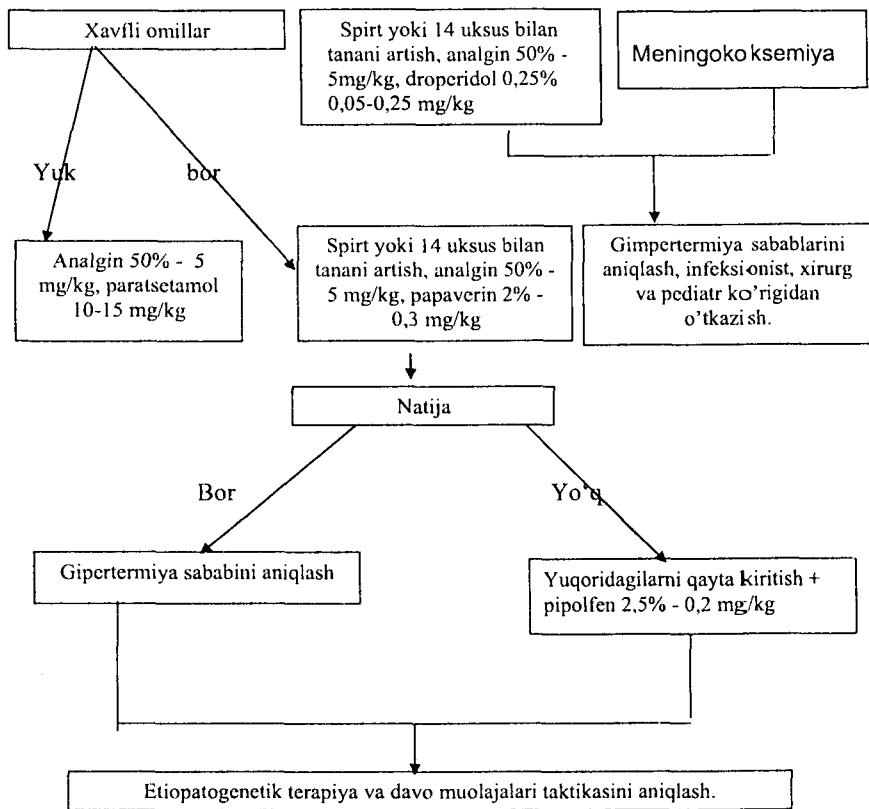 Xavfli omillar
Spirt yoki 14 uksus bilan
tanani artish, analgin 50% -
5mg/kg, droperidol 0,25%
0,05-0,25 mg/kg
Meningokoksemiya
Yuk
bor
Analgin 50% - 5
mg/kg, paratsetamol
10-15 mg/kg
Spirt yoki 14 uksus bilan
tanani artish, analgin 50% -
5 mg/kg, papaverin 2% -
0,3 mg/kg
Gimpertermiya sabablarini
aniqlash, infeksionist, xirurg
va pediatr ko’rigidan
o’tkazish.
Natija
Bor
Yo‘q
Gipertermiya sababini aniqlash
Yuqoridagilarni qayta kiritish +
pipolfen 2,5% - 0,2 mg/kg
Etiopatogenetik terapiya va davo muolajalari taktikasini aniqlash.